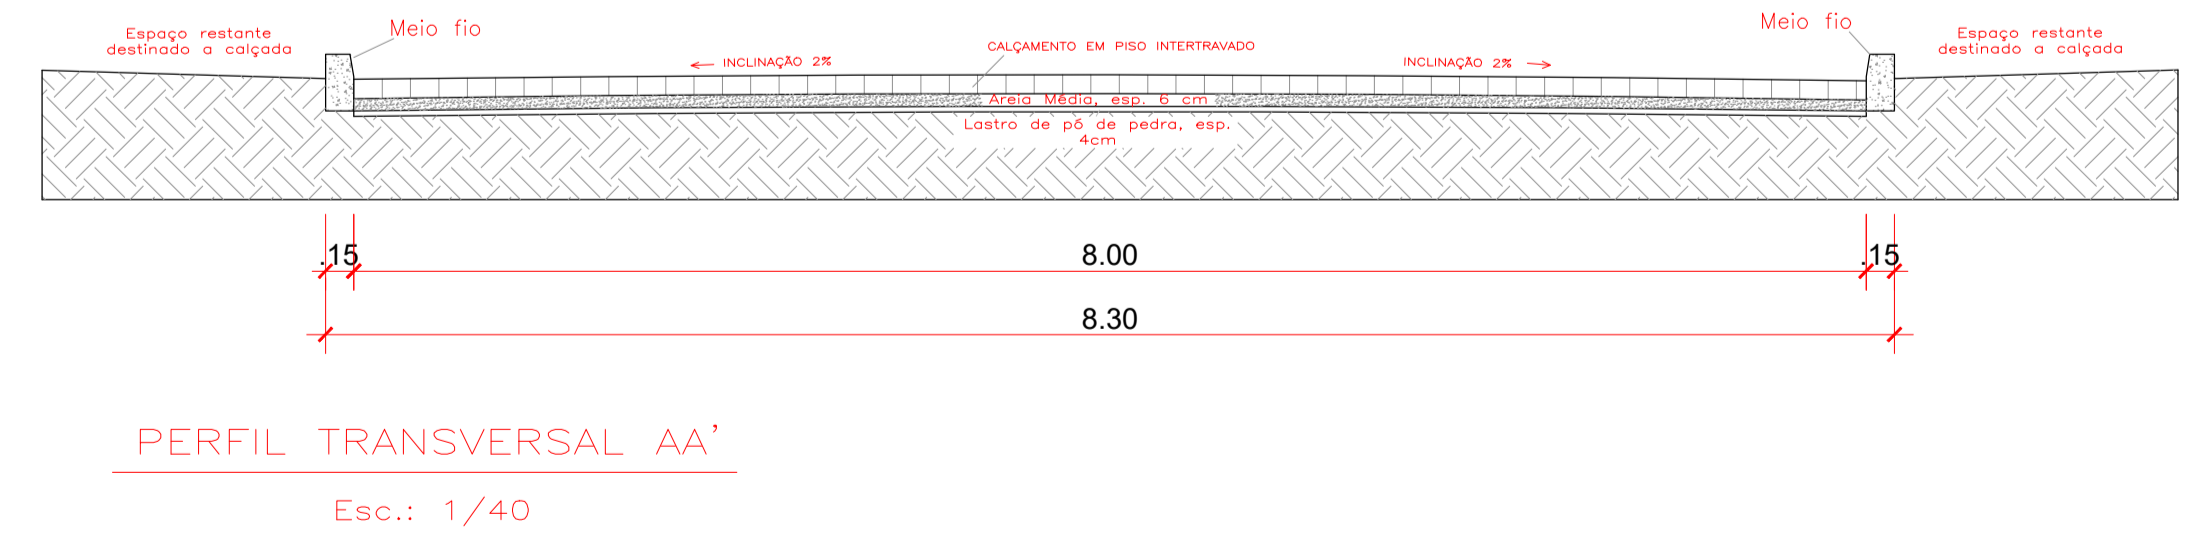 Espaço restante
destinado a calçada
Meio fio
INCLINAÇÃO 2%
CALÇAMENTO EM PISO INTERTRAVADO
INCLINAÇÃO 2%
Meio fio
Espaço restante
destinado a calçada
Areia Média, esp. 6 cm
Lastro de pó de pedra, esp.
4cm
.15
8.00
.15
8.30
PERFIL TRANSVERSAL AA'
Esc.: 1/40